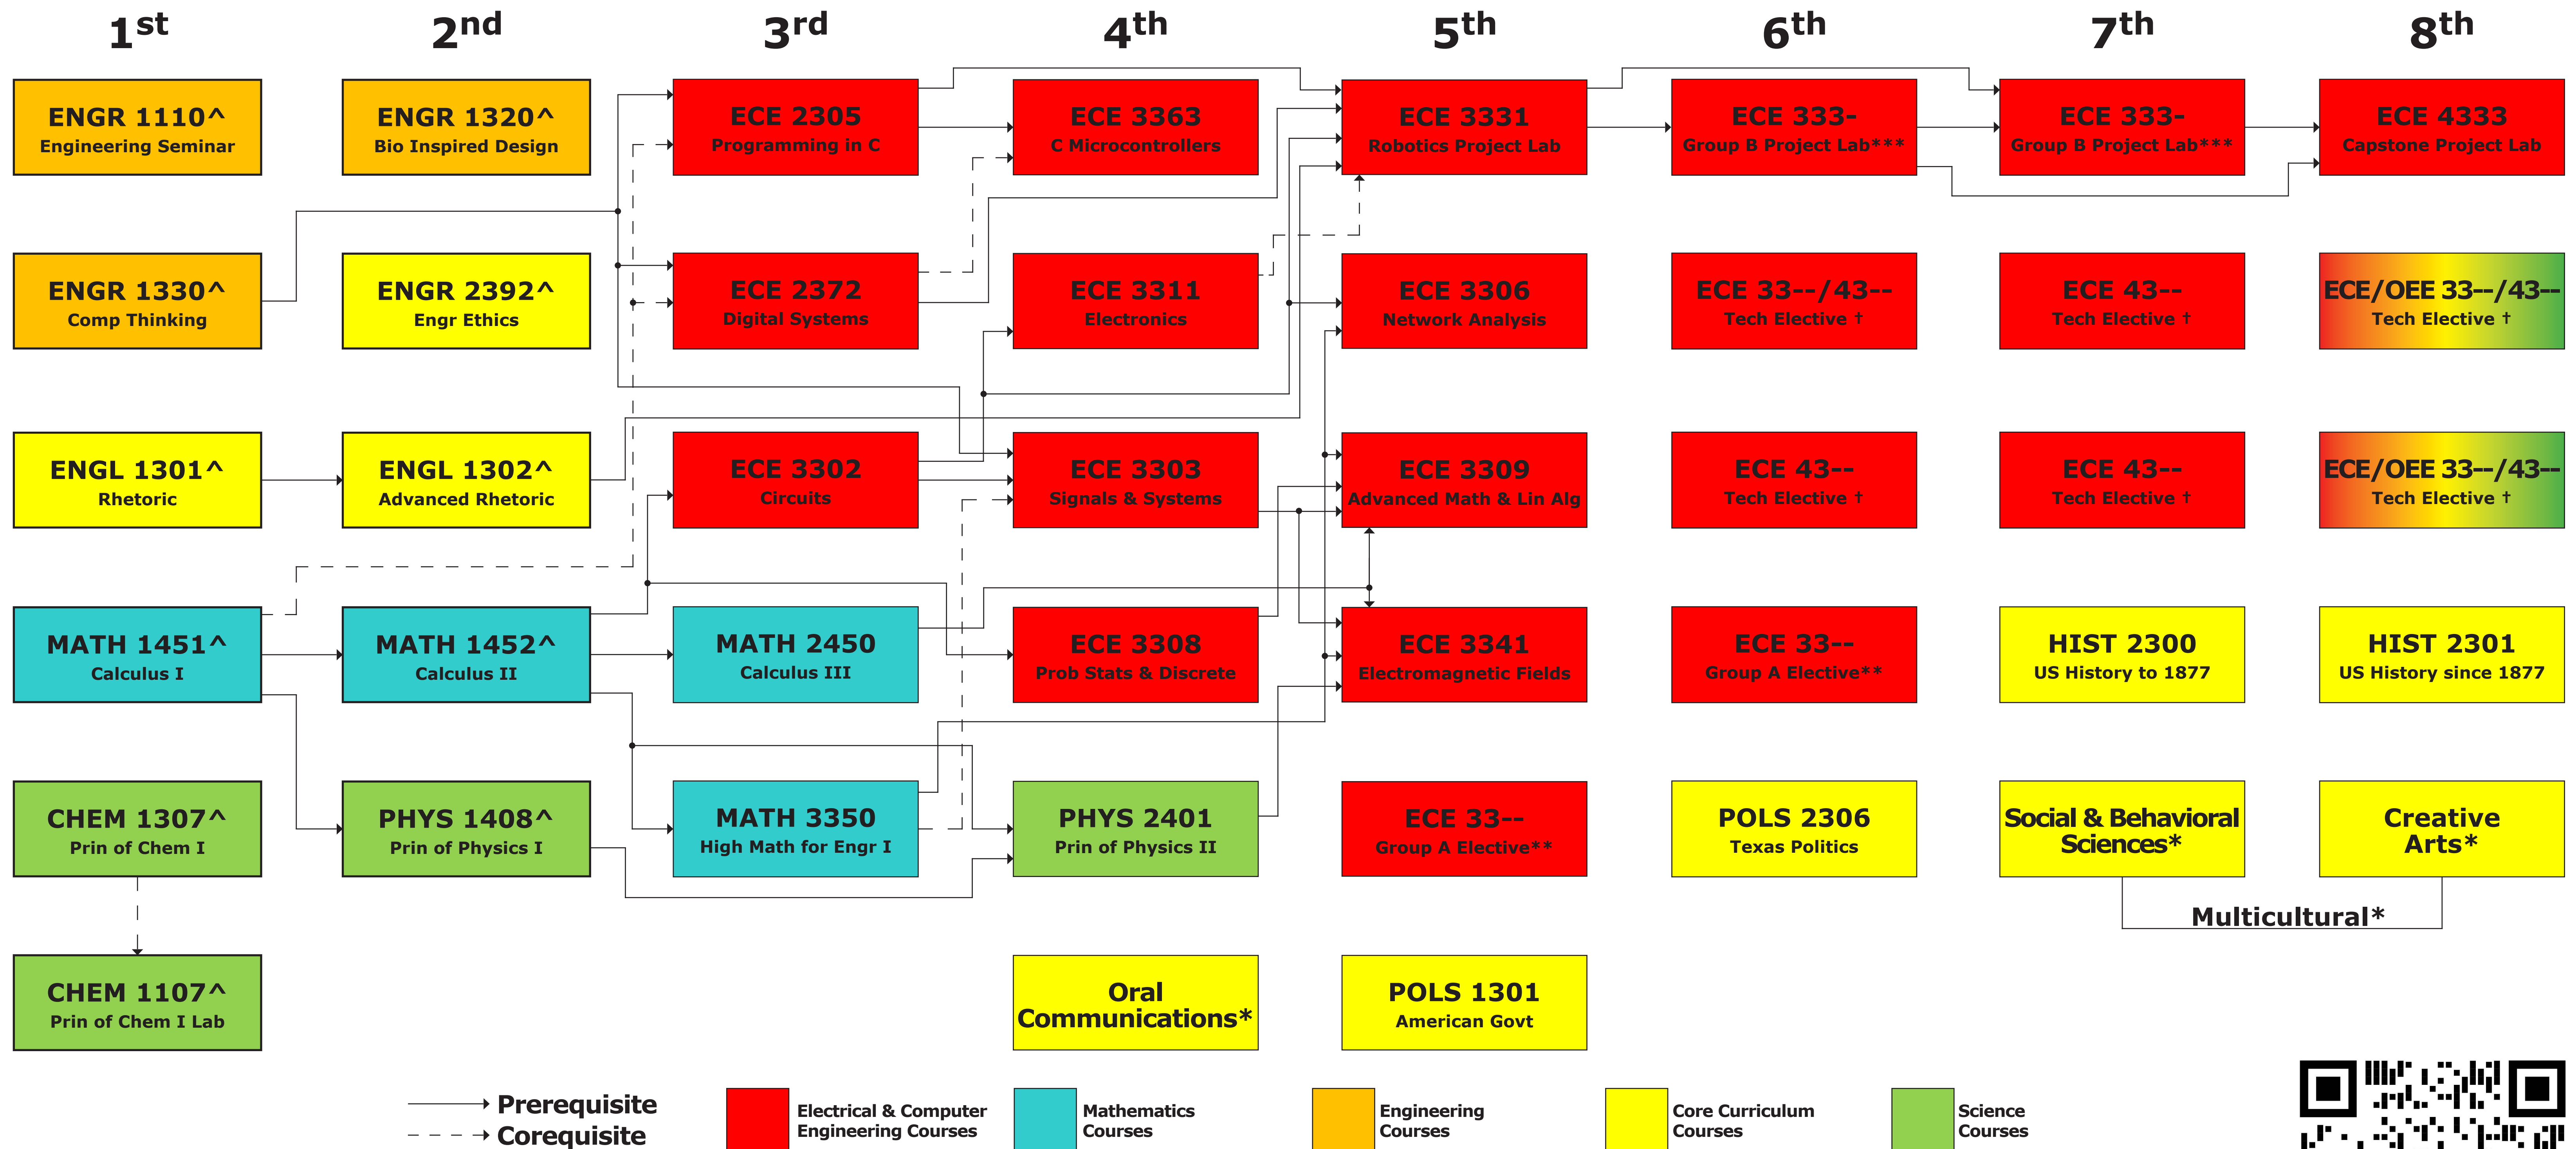 1st 2nd 3rd 4th 5th 6th 7th 8th
ENGR 1110^
Engineering Seminar
ENGR 1320^
Bio Inspired Design
ECE 2305
Programming in C
ECE 3363
C Microcontrollers
ECE 3331
Robotics Project Lab
ECE 333-
Group B Project Lab***
ECE 333-
Group B Project Lab***
ECE 4333
Capstone Project Lab
ENGR 1330^
Comp Thinking
ENGR 2392^
Engr Ethics
ECE 2372
Digital Systems
ECE 3311
Electronics
ECE 3306
Network Analysis
ECE 33--/43--
Tech Elective †
ECE 43--
Tech Elective †
ECE/OEE 33--/43--
Tech Elective †
ENGL 1301^
Rhetoric
ENGL 1302^
Advanced Rhetoric
ECE 3302
Circuits
ECE 3303
Signals & Systems
ECE 3309
Advanced Math & Lin Alg
ECE 43--
Tech Elective †
ECE 43--
Tech Elective †
ECE/OEE 33--/43--
Tech Elective †
MATH 1451^
Calculus I
MATH 1452^
Calculus II
MATH 2450
Calculus III
ECE 3308
Prob Stats & Discrete
ECE 3341
Electromagnetic Fields
ECE 33--
Group A Elective**
HIST 2300
US History to 1877
HIST 2301
US History since 1877
CHEM 1307^
Prin of Chem I
PHYS 1408^
Prin of Physics I
MATH 3350
High Math for Engr I
PHYS 2401
Prin of Physics II
ECE 33--
Group A Elective**
POLS 2306
Texas Politics
Social & Behavioral
Sciences*
Creative
Arts*
Multicultural*
CHEM 1107^
Prin of Chem I Lab
Oral
Communications*
POLS 1301
American Govt
Prerequisite
Corequisite
Electrical & Computer
Engineering Courses
Mathematics
Courses
Engineering
Courses
Core Curriculum
Courses
Science
Courses